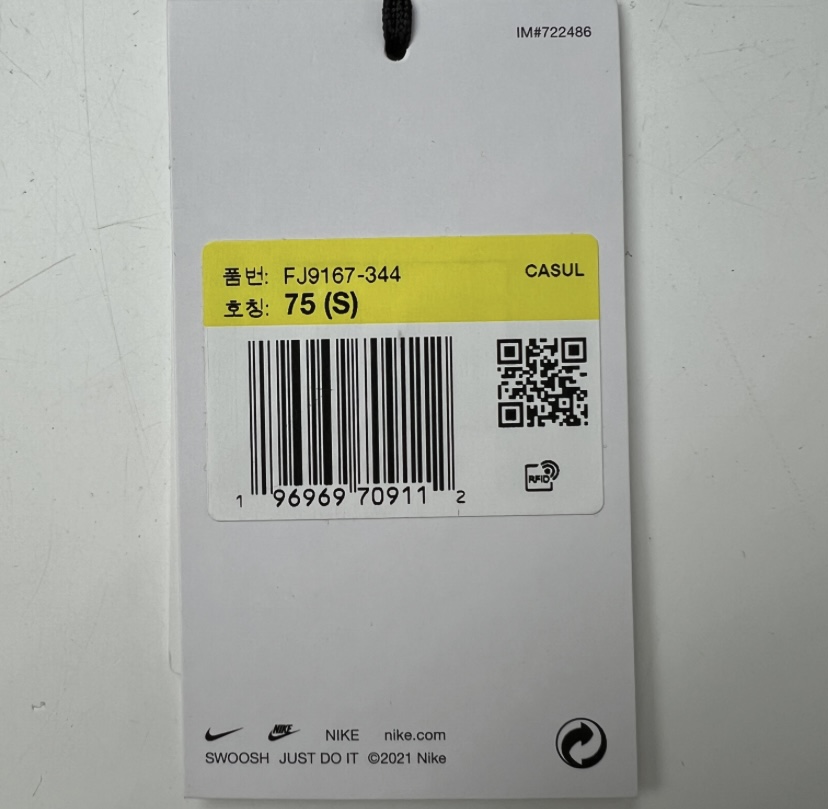 IM#722486
품번: FJ9167-344 CASUL
호칭: 75 (S)
RFID
1 96969 70911 2
NIKE NIKE nike.com
SWOOSH JUST DO IT ©2021 Nike